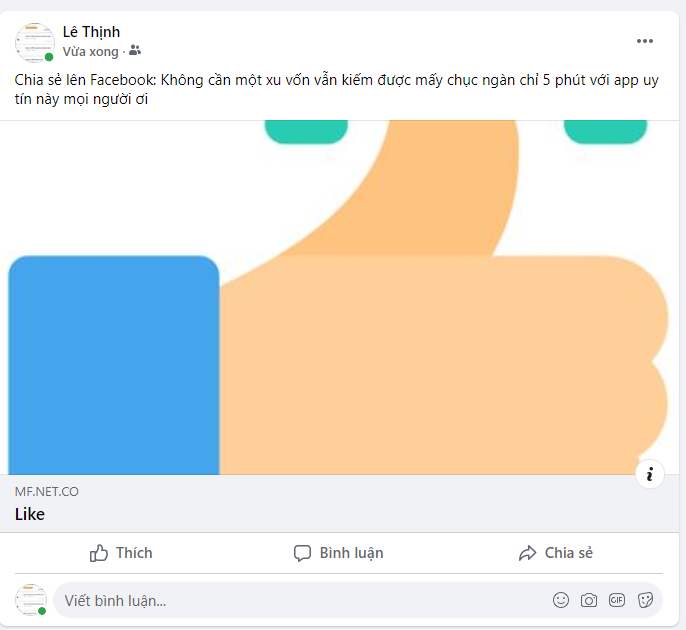 Lê Thịnh
Vừa xong ·
Chia sẻ lên Facebook: Không cần một xu vốn vẫn kiếm được mấy chục ngàn chỉ 5 phút với app uy
tín này mọi người ơi
MF.NET.CO
Like
Thích
Bình luận
Chia sẻ
Viết bình luận...
GIF